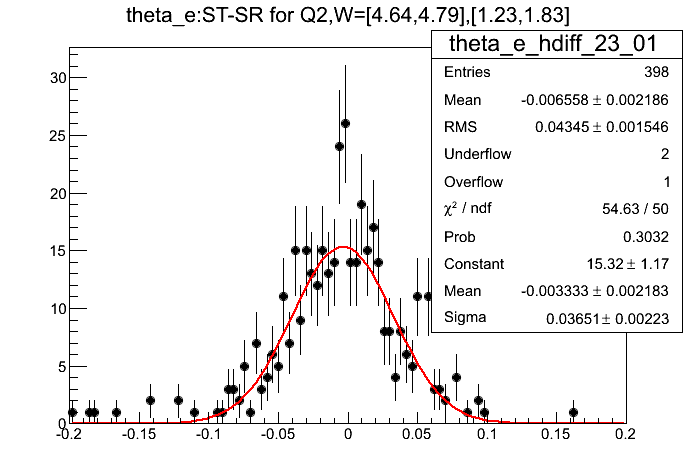 theta_e:ST-SR for Q2,W=[4.64,4.79],[1.23,1.83]
theta_e_hdiff_23_01
Entries 398
Mean -0.006558 ± 0.002186
RMS 0.04345 ± 0.001546
Underflow 2
Overflow 1
χ² / ndf 54.63 / 50
Prob 0.3032
Constant 15.32 ± 1.17
Mean -0.003333 ± 0.002183
Sigma 0.03651 ± 0.00223
30
25
20
15
10
5
0
-0.2 -0.15 -0.1 -0.05 0 0.05 0.1 0.15 0.2